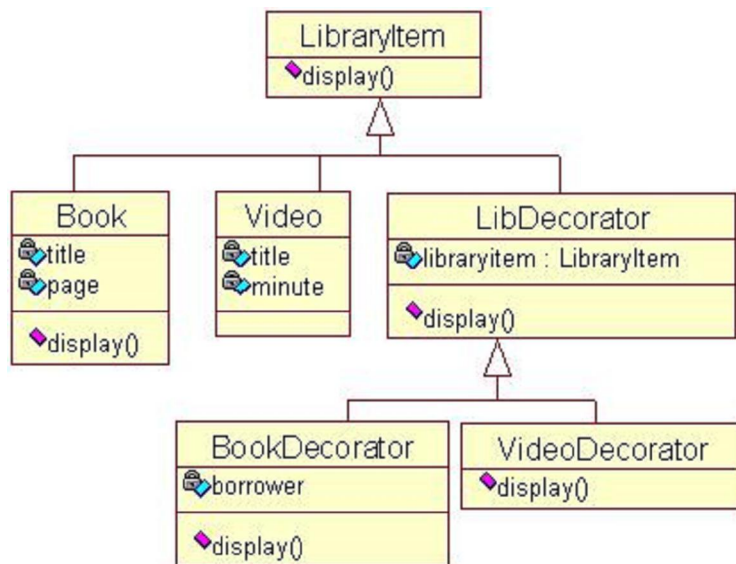 LibraryItem
display()
Book
title
page
display()
Video
title
minute
LibDecorator
libraryitem : LibraryItem
display()
BookDecorator
borrower
display()
VideoDecorator
display()